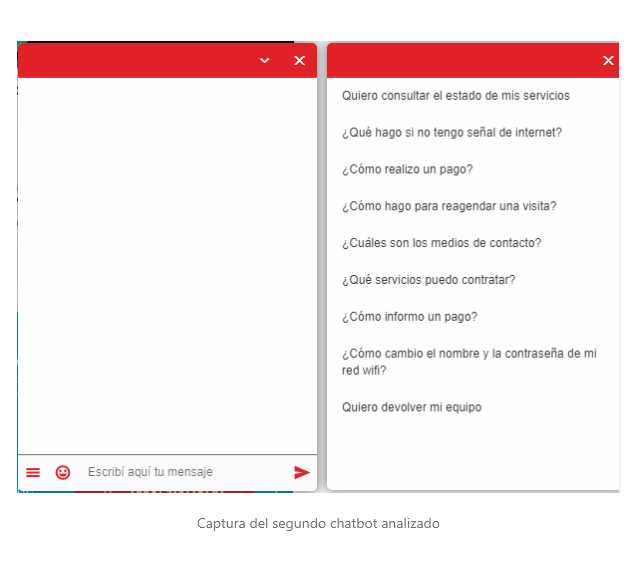 Quiero consultar el estado de mis servicios
¿Qué hago si no tengo señal de internet?
¿Cómo realizo un pago?
¿Cómo hago para reagendar una visita?
¿Cuáles son los medios de contacto?
¿Qué servicios puedo contratar?
¿Cómo informo un pago?
¿Cómo cambio el nombre y la contraseña de mi
red wifi?
Quiero devolver mi equipo
Escribí aquí tu mensaje
Captura del segundo chatbot analizado